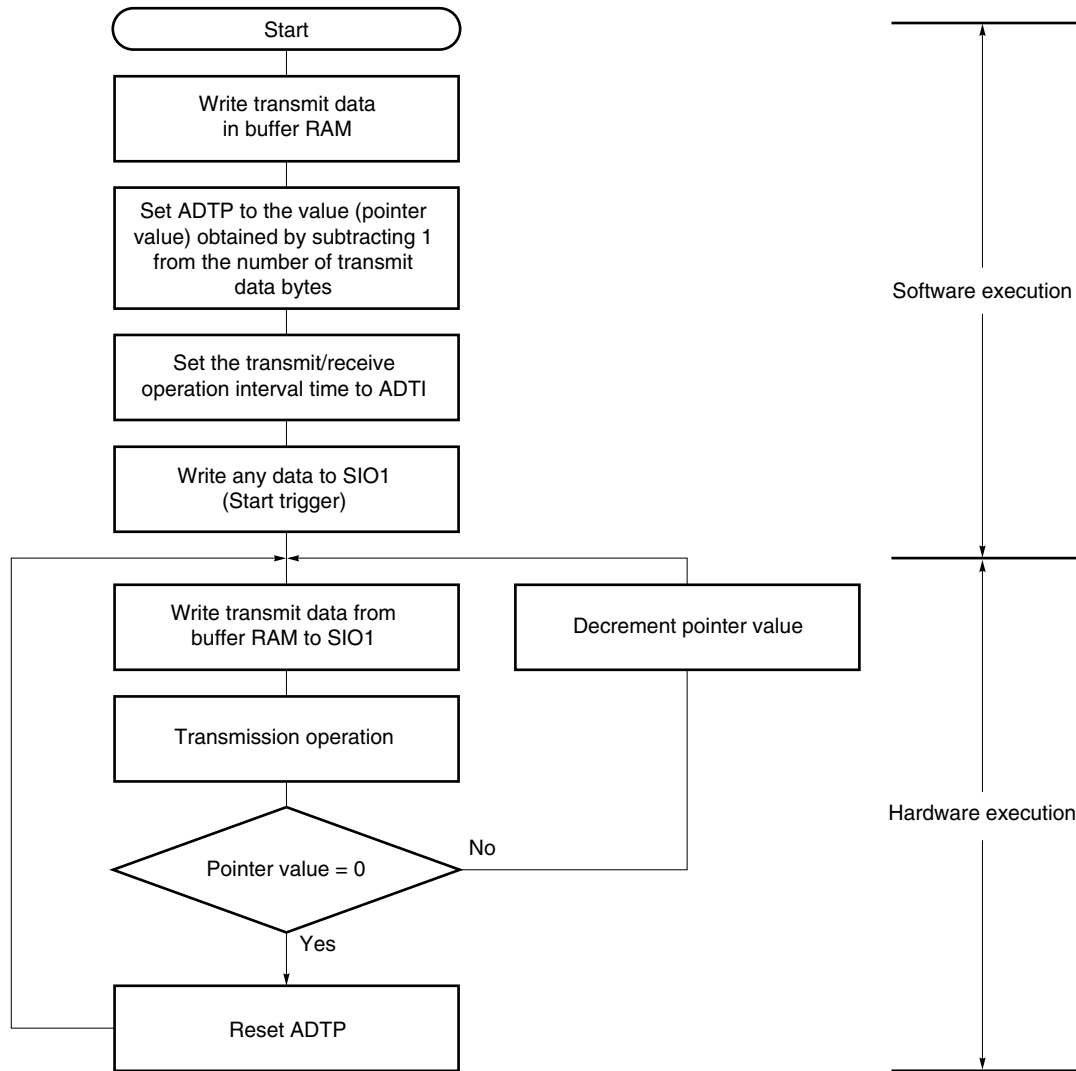 Start
Write transmit data
in buffer RAM
Set ADTP to the value (pointer
value) obtained by subtracting 1
from the number of transmit
data bytes
Software execution
Set the transmit/receive
operation interval time to ADTI
Write any data to SIO1
(Start trigger)
Write transmit data from
buffer RAM to SIO1
Decrement pointer value
Transmission operation
Hardware execution
Pointer value = 0
No
Yes
Reset ADTP